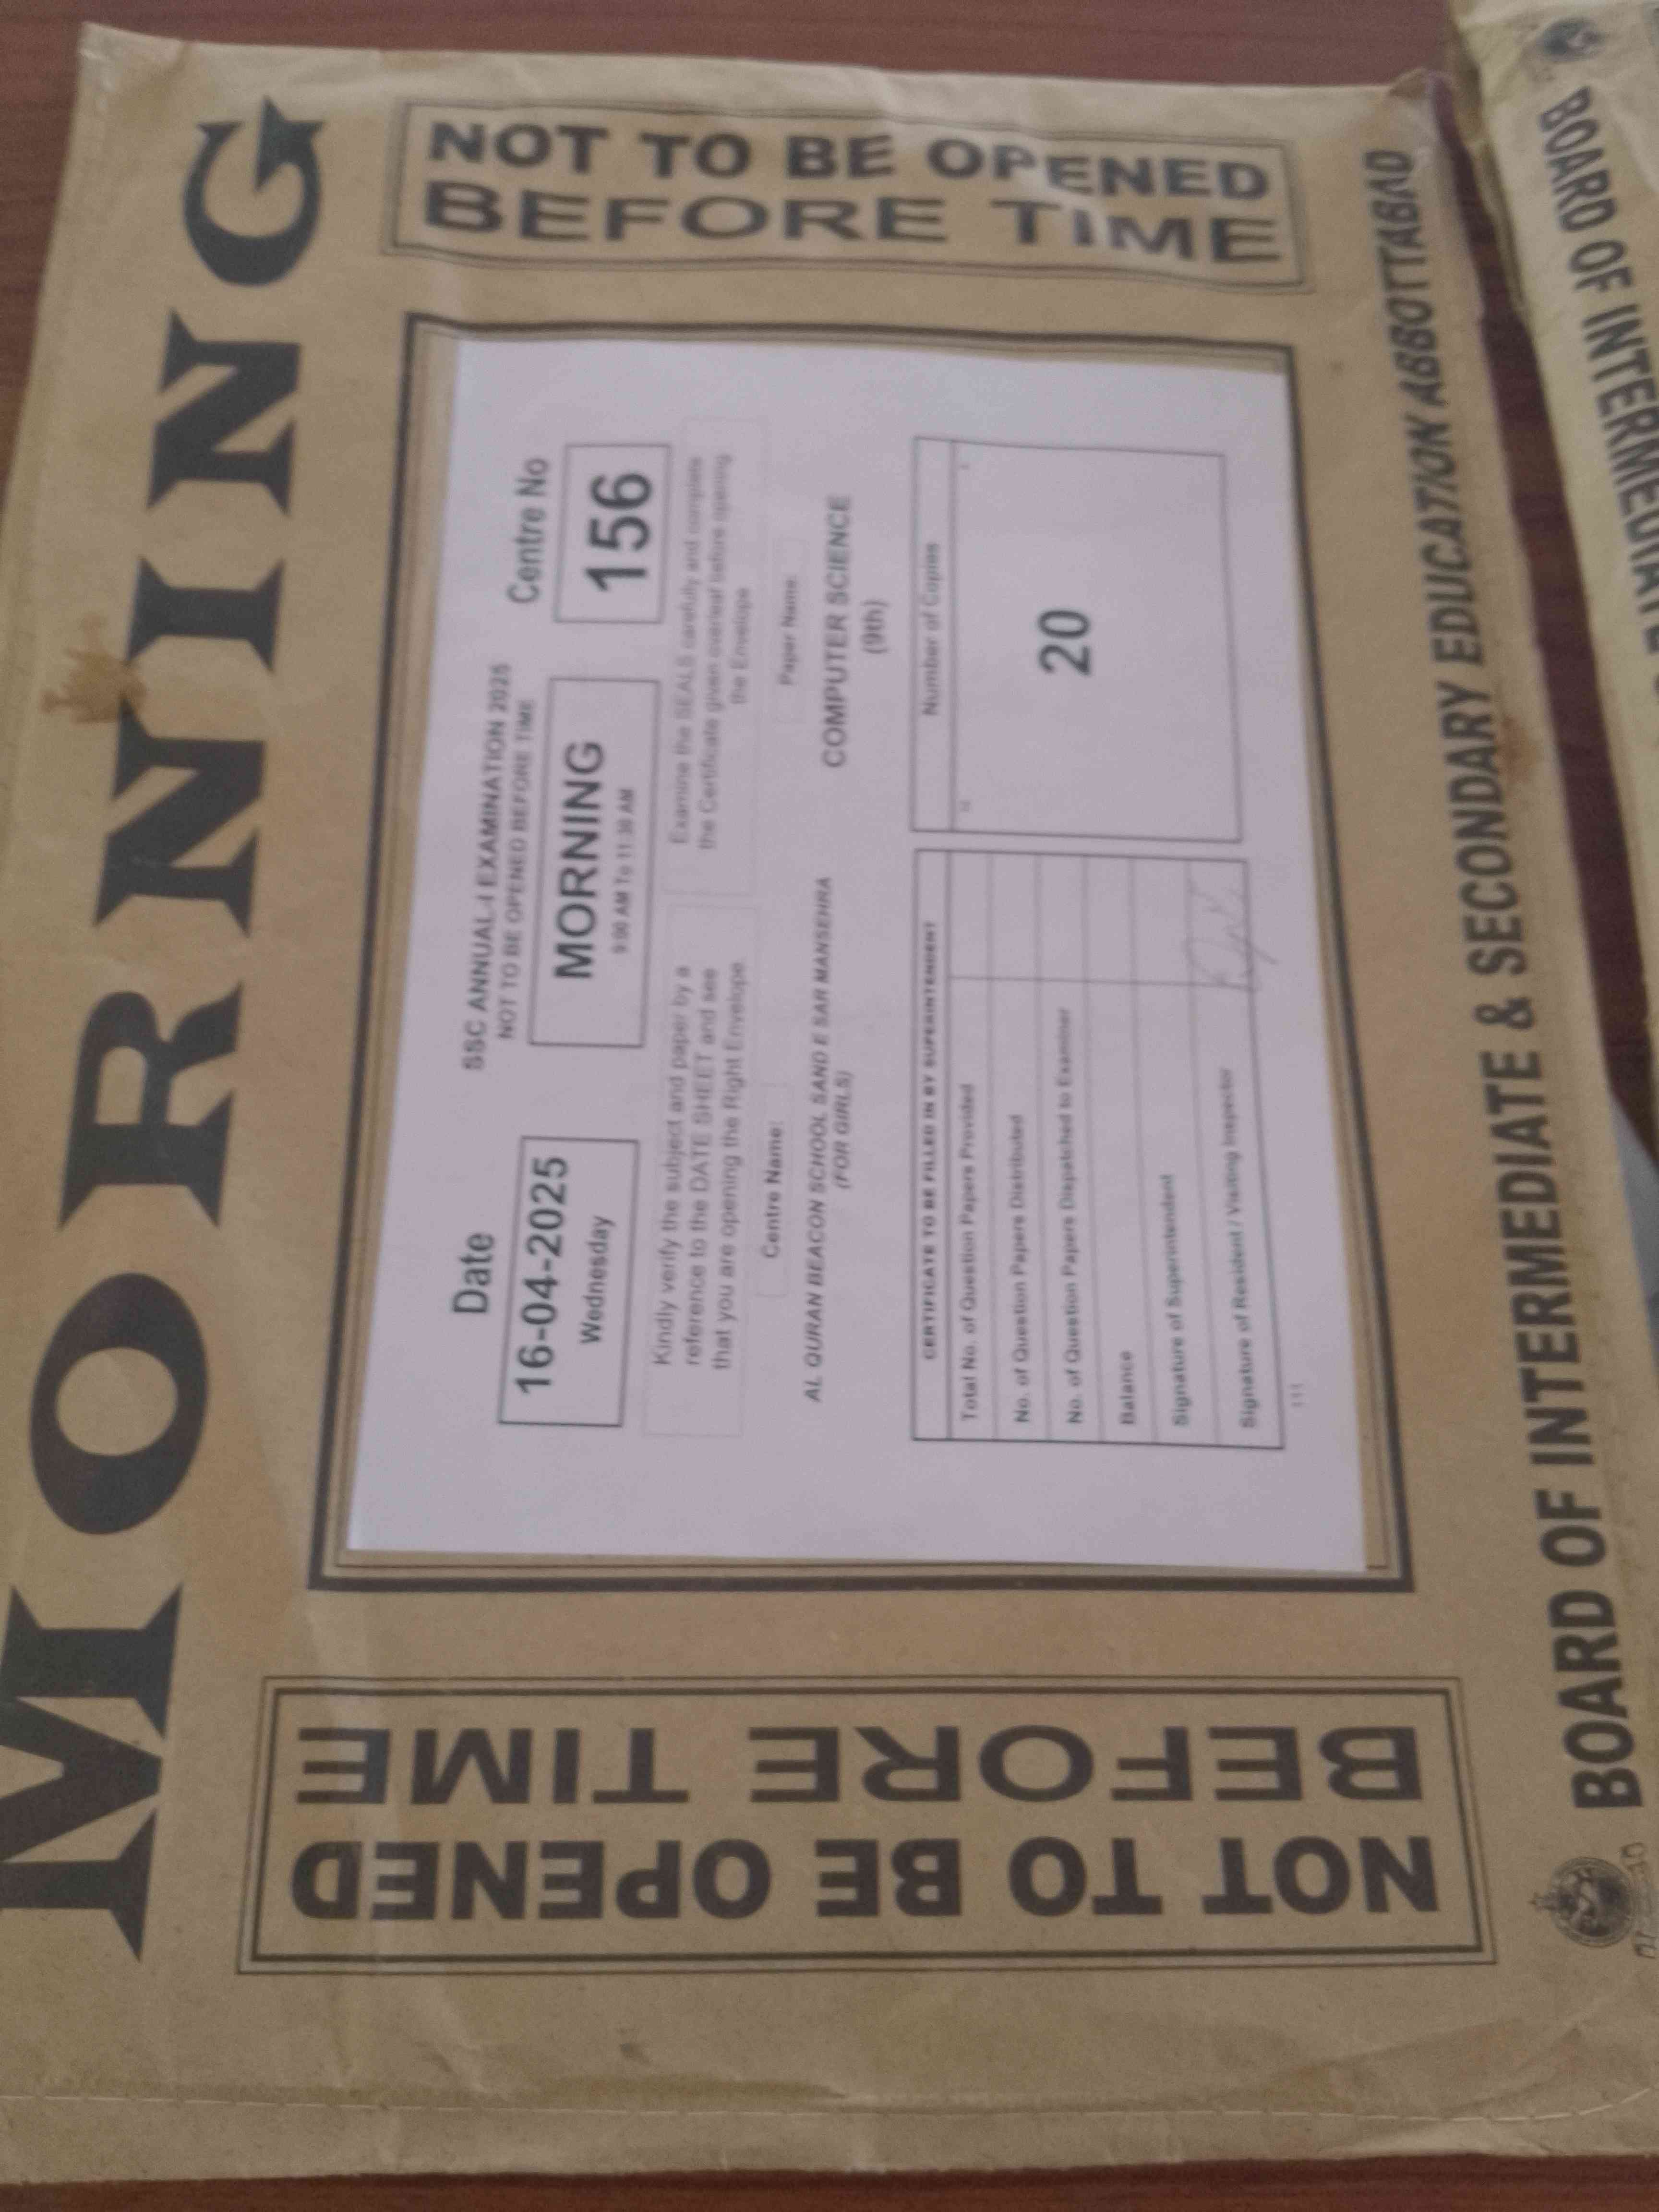 MORNING
NOT TO BE OPENED
BEFORE TIME
Date
16-04-2025
Wednesday
SSC ANNUAL-I EXAMINATION 2025
NOT TO BE OPENED BEFORE TIME
MORNING
9:00 AM To 11:30 AM
Centre No
156
Kindly verify the subject and paper by a
reference to the DATE SHEET and see
that you are opening the Right Envelope.
Examine the SEALS carefully and complete
the Certificate given overleaf before opening
the Envelope
Centre Name:
AL QURAN BEACON SCHOOL SAND E SAR MANSEHRA
(FOR GIRLS)
Paper Name:
COMPUTER SCIENCE
(9th)
CERTIFICATE TO BE FILLED IN BY SUPERINTENDENT
Total No. of Question Papers Provided
No. of Question Papers Distributed
No. of Question Papers Dispatched to Examiner
Balance
Signature of Superintendent
Signature of Resident / Visiting Inspector
Number of Copies
20
111
NOT TO BE OPENED
BEFORE TIME
BOARD OF INTERMEDIATE & SECONDARY EDUCATION ABBOTTABAD
BOARD OF INTERMEDIATE